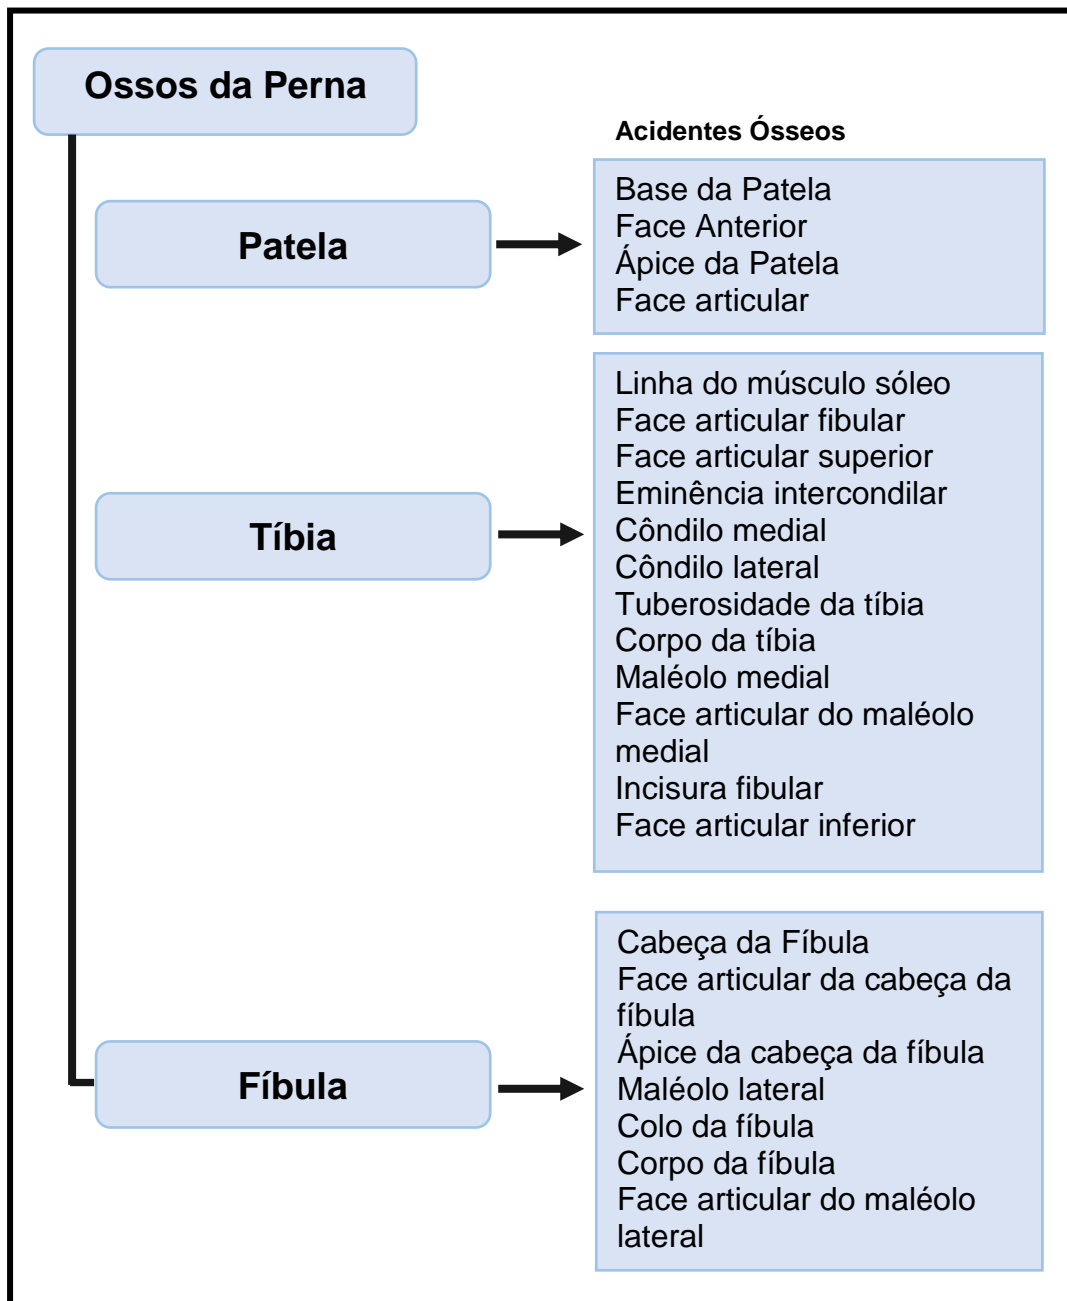 Ossos da Perna
Acidentes Ósseos
Patela
Base da Patela
Face Anterior
Ápice da Patela
Face articular
Tíbia
Linha do músculo sóleo
Face articular fibular
Face articular superior
Eminência intercondilar
Côndilo medial
Côndilo lateral
Tuberosidade da tíbia
Corpo da tíbia
Maléolo medial
Face articular do maléolo
medial
Incisura fibular
Face articular inferior
Fíbula
Cabeça da Fíbula
Face articular da cabeça da
fíbula
Ápice da cabeça da fíbula
Maléolo lateral
Colo da fíbula
Corpo da fíbula
Face articular do maléolo
lateral